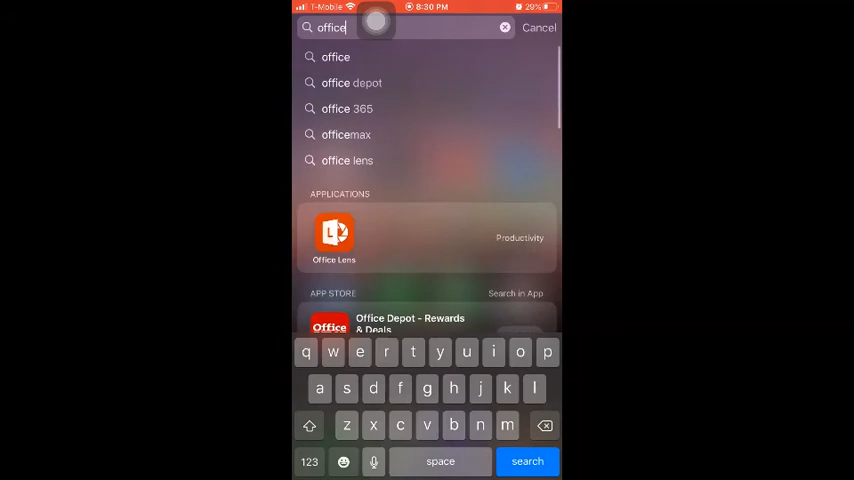 T-Mobile 8:30 PM 29%
office Cancel
office
office depot
office 365
officemax
office lens
APPLICATIONS
L
Productivity
Office Lens
APP STORE Search in App
Office
Office Depot - Rewards
& Deals
q w e r t y u i o p
a s d f g h j k l
z x c v b n m
123 space search